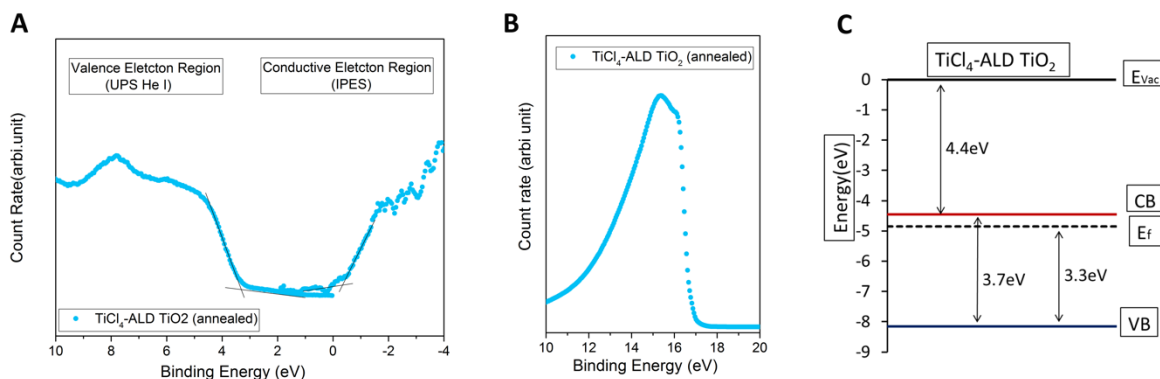 A
Valence Eletcton Region
(UPS He I)
Conductive Eletcton Region
(IPES)
Count Rate(arbi.unit)
TiCl4-ALD TiO2 (annealed)
10 8 6 4 2 0 -2 -4
Binding Energy (eV)
B
TiCl4-ALD TiO2 (annealed)
Count rate (arbi unit)
10 12 14 16 18 20
Binding Energy (eV)
C
TiCl4-ALD TiO2
Energy(eV)
0
-1
-2
-3
-4
-5
-6
-7
-8
-9
EVac
4.4eV
CB
Ef
3.7eV
3.3eV
VB